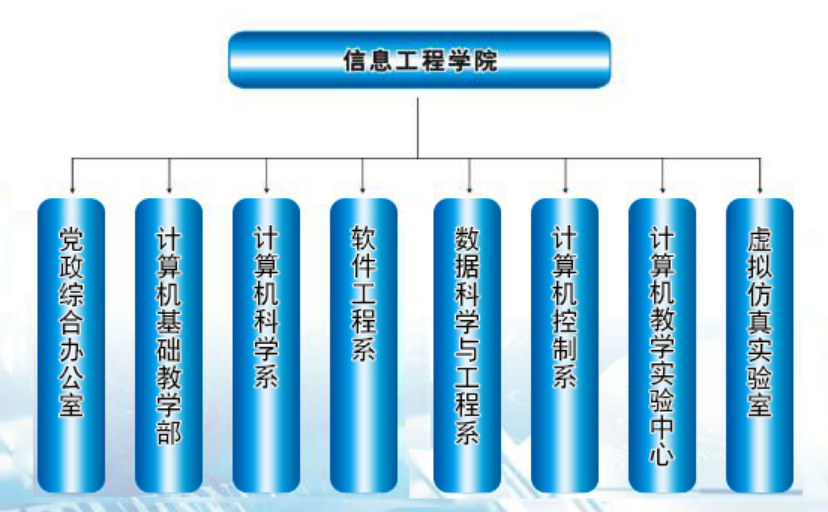 信息工程学院
党政综合办公室
计算机基础教学部
计算机科学系
软件工程系
数据科学与工程系
计算机控制系
计算机教学实验中心
虚拟仿真实验室